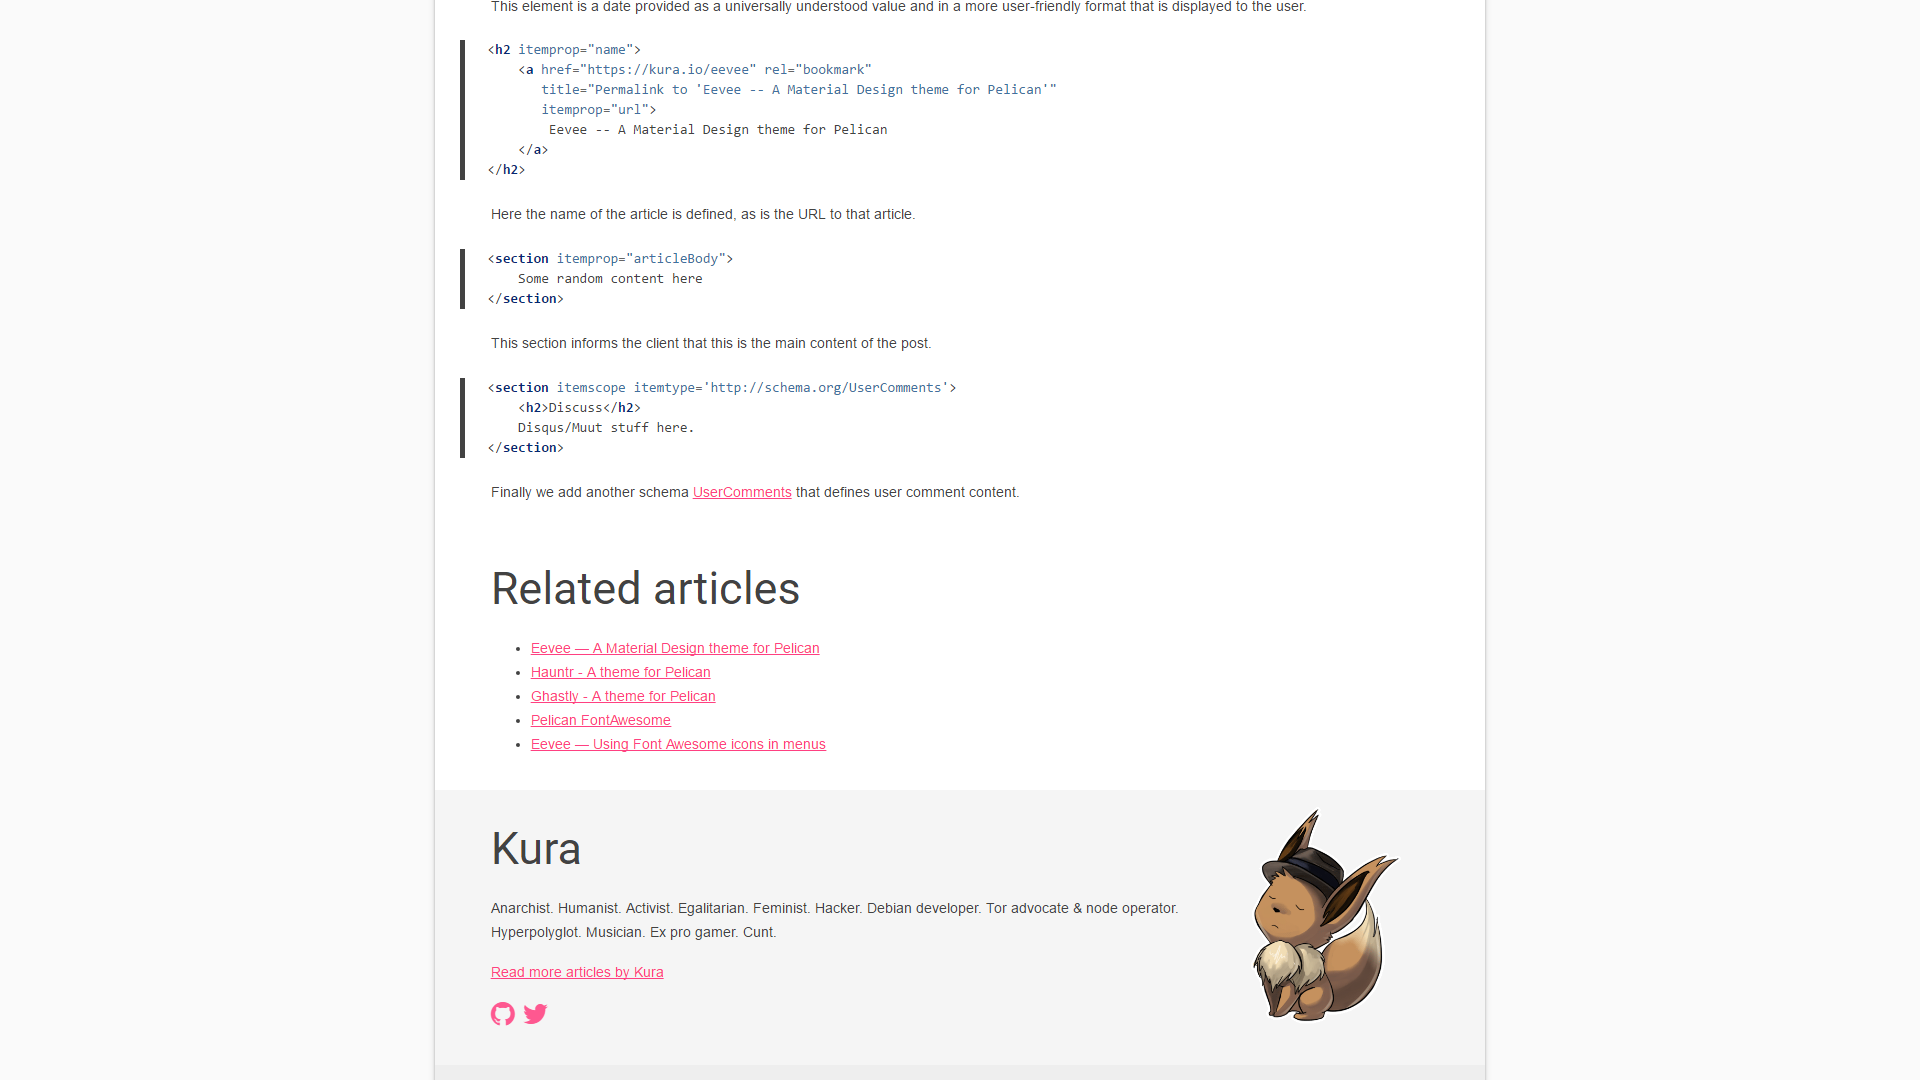 This element is a date provided as a universally understood value and in a more user-friendly format that is displayed to the user.
<h2 itemprop="name">
    <a href="https://kura.io/eevee" rel="bookmark"
       title="Permalink to 'Eevee -- A Material Design theme for Pelican'"
       itemprop="url">
        Eevee -- A Material Design theme for Pelican
    </a>
</h2>
Here the name of the article is defined, as is the URL to that article.
<section itemprop="articleBody">
    Some random content here
</section>
This section informs the client that this is the main content of the post.
<section itemscope itemtype='http://schema.org/UserComments'>
    <h2>Discuss</h2>
    Disqus/Muut stuff here.
</section>
Finally we add another schema UserComments that defines user comment content.
Related articles
• Eevee — A Material Design theme for Pelican
• Hauntr - A theme for Pelican
• Ghastly - A theme for Pelican
• Pelican FontAwesome
• Eevee — Using Font Awesome icons in menus
Kura
Anarchist. Humanist. Activist. Egalitarian. Feminist. Hacker. Debian developer. Tor advocate & node operator.
Hyperpolyglot. Musician. Ex pro gamer. Cunt.
Read more articles by Kura